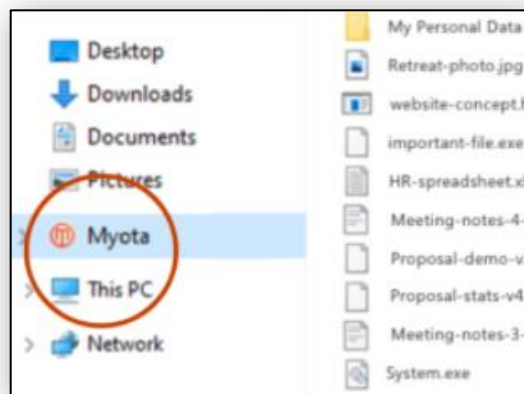 Desktop
Downloads
Documents
Pictures
Myota
This PC
Network
My Personal Data
Retreat-photo.jpg
website-concept.h
important-file.exe
HR-spreadsheet.xl
Meeting-notes-4-
Proposal-demo-v
Proposal-stats-v4
Meeting-notes-3-
System.exe